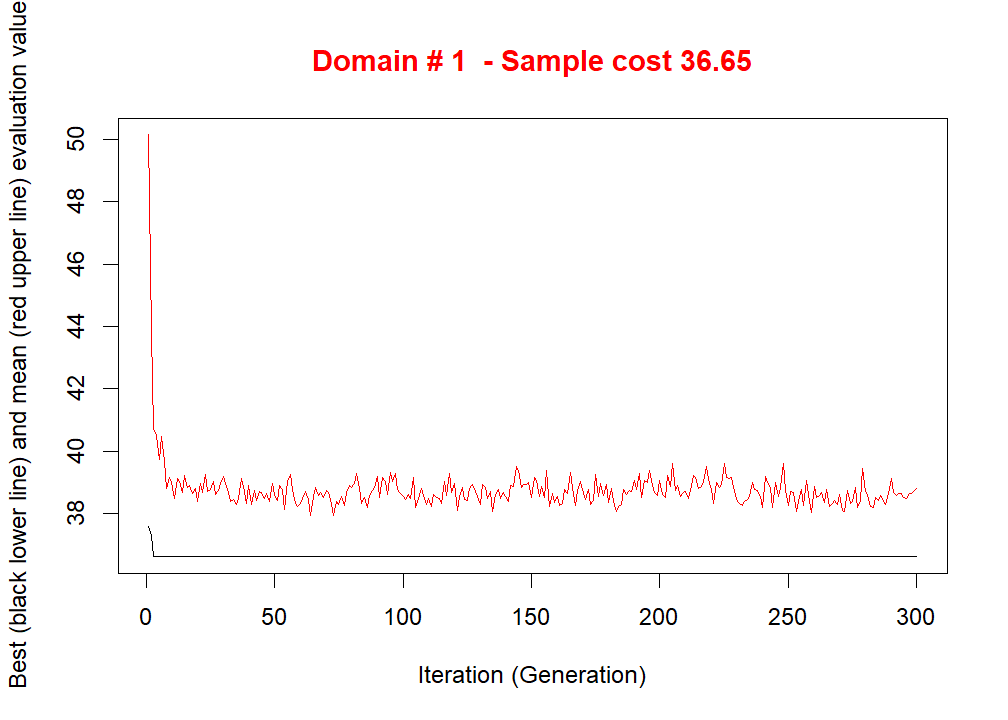 Domain # 1  - Sample cost 36.65
Best (black lower line) and mean (red upper line) evaluation value
50
48
46
44
42
40
38
0 50 100 150 200 250 300
Iteration (Generation)